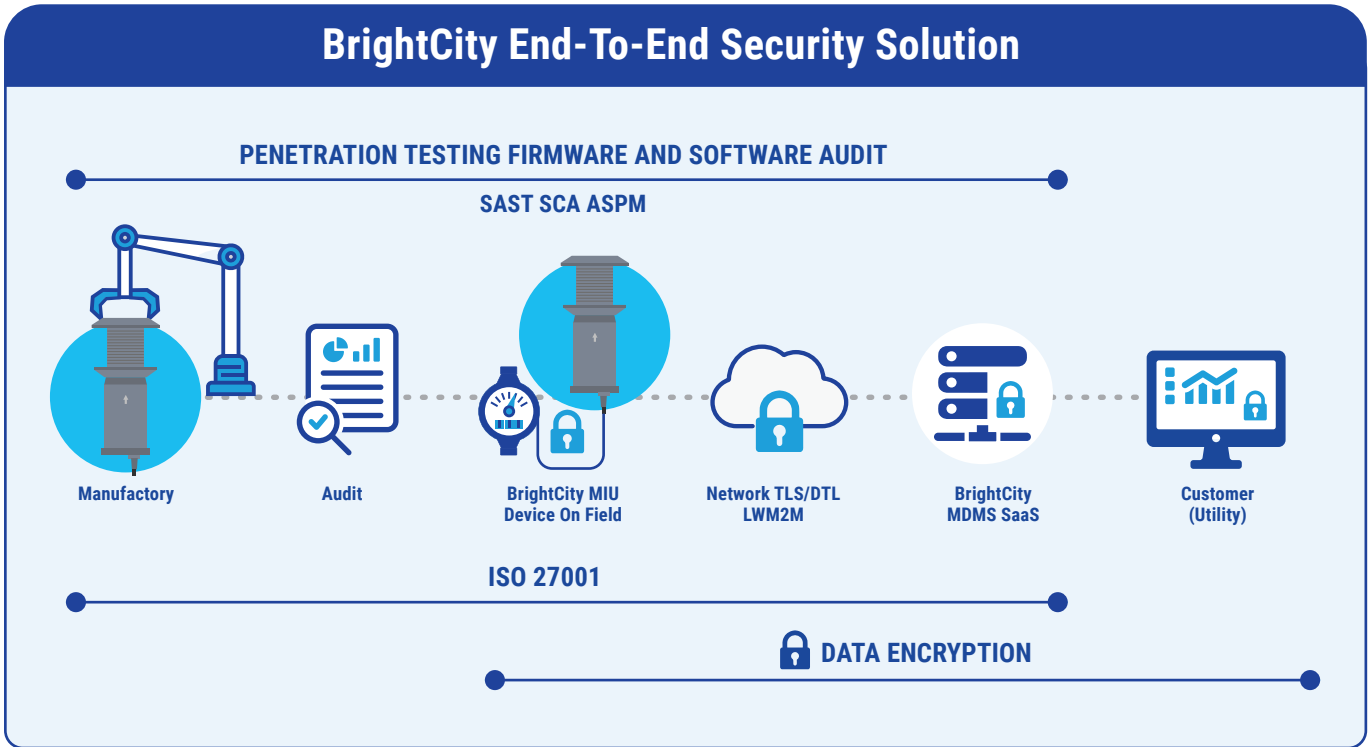 BrightCity End-To-End Security Solution
PENETRATION TESTING FIRMWARE AND SOFTWARE AUDIT
SAST SCA ASPM
Manufactory
Audit
BrightCity MIU
Device On Field
Network TLS/DTL
LWM2M
BrightCity
MDMS SaaS
Customer
(Utility)
ISO 27001
DATA ENCRYPTION